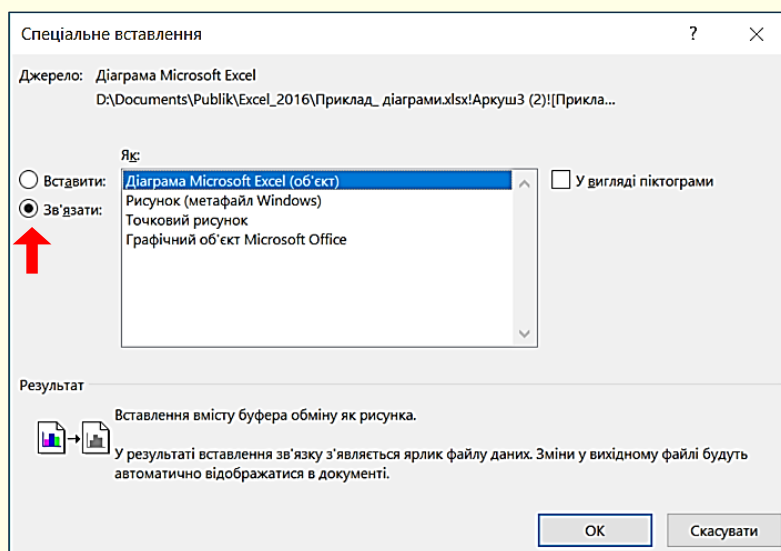 Спеціальне вставлення
Джерело: Діаграма Microsoft Excel
D:\Documents\Publik\Excel_2016\Приклад_ діаграми.xlsx!Аркуш3 (2)![Прикла...
Як:
Вставити:
Зв'язати:
Діаграма Microsoft Excel (об'єкт)
Рисунок (метафайл Windows)
Точковий рисунок
Графічний об'єкт Microsoft Office
У вигляді піктограми
Результат
Вставлення вмісту буфера обміну як рисунка.
У результаті вставлення зв'язку з'являється ярлик файлу даних. Зміни у вихідному файлі будуть
автоматично відображатися в документі.
ОК
Скасувати